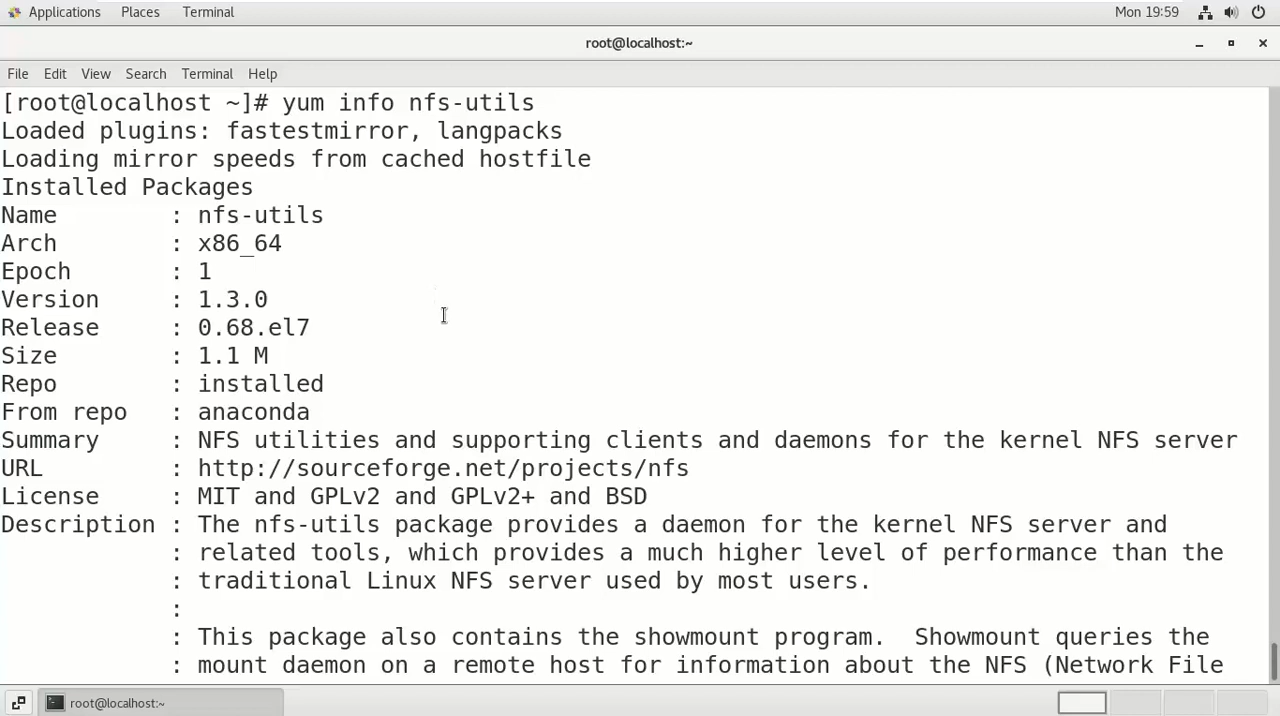 Applications Places Terminal Mon 19:59
root@localhost:~
File Edit View Search Terminal Help
[root@localhost ~]# yum info nfs-utils
Loaded plugins: fastestmirror, langpacks
Loading mirror speeds from cached hostfile
Installed Packages
Name : nfs-utils
Arch : x86_64
Epoch : 1
Version : 1.3.0
Release : 0.68.el7
Size : 1.1 M
Repo : installed
From repo : anaconda
Summary : NFS utilities and supporting clients and daemons for the kernel NFS server
URL : http://sourceforge.net/projects/nfs
License : MIT and GPLv2 and GPLv2+ and BSD
Description : The nfs-utils package provides a daemon for the kernel NFS server and
: related tools, which provides a much higher level of performance than the
: traditional Linux NFS server used by most users.
:
: This package also contains the showmount program.  Showmount queries the
: mount daemon on a remote host for information about the NFS (Network File
root@localhost:~